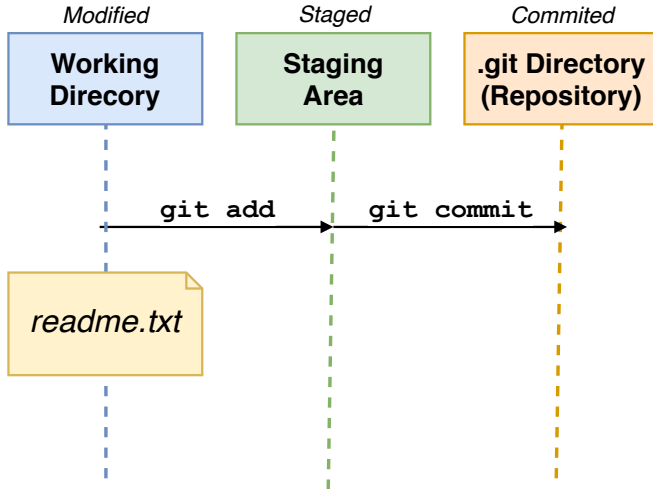 Modified
Staged
Commited
Working
Direcory
Staging
Area
.git Directory
(Repository)
git add
git commit
readme.txt